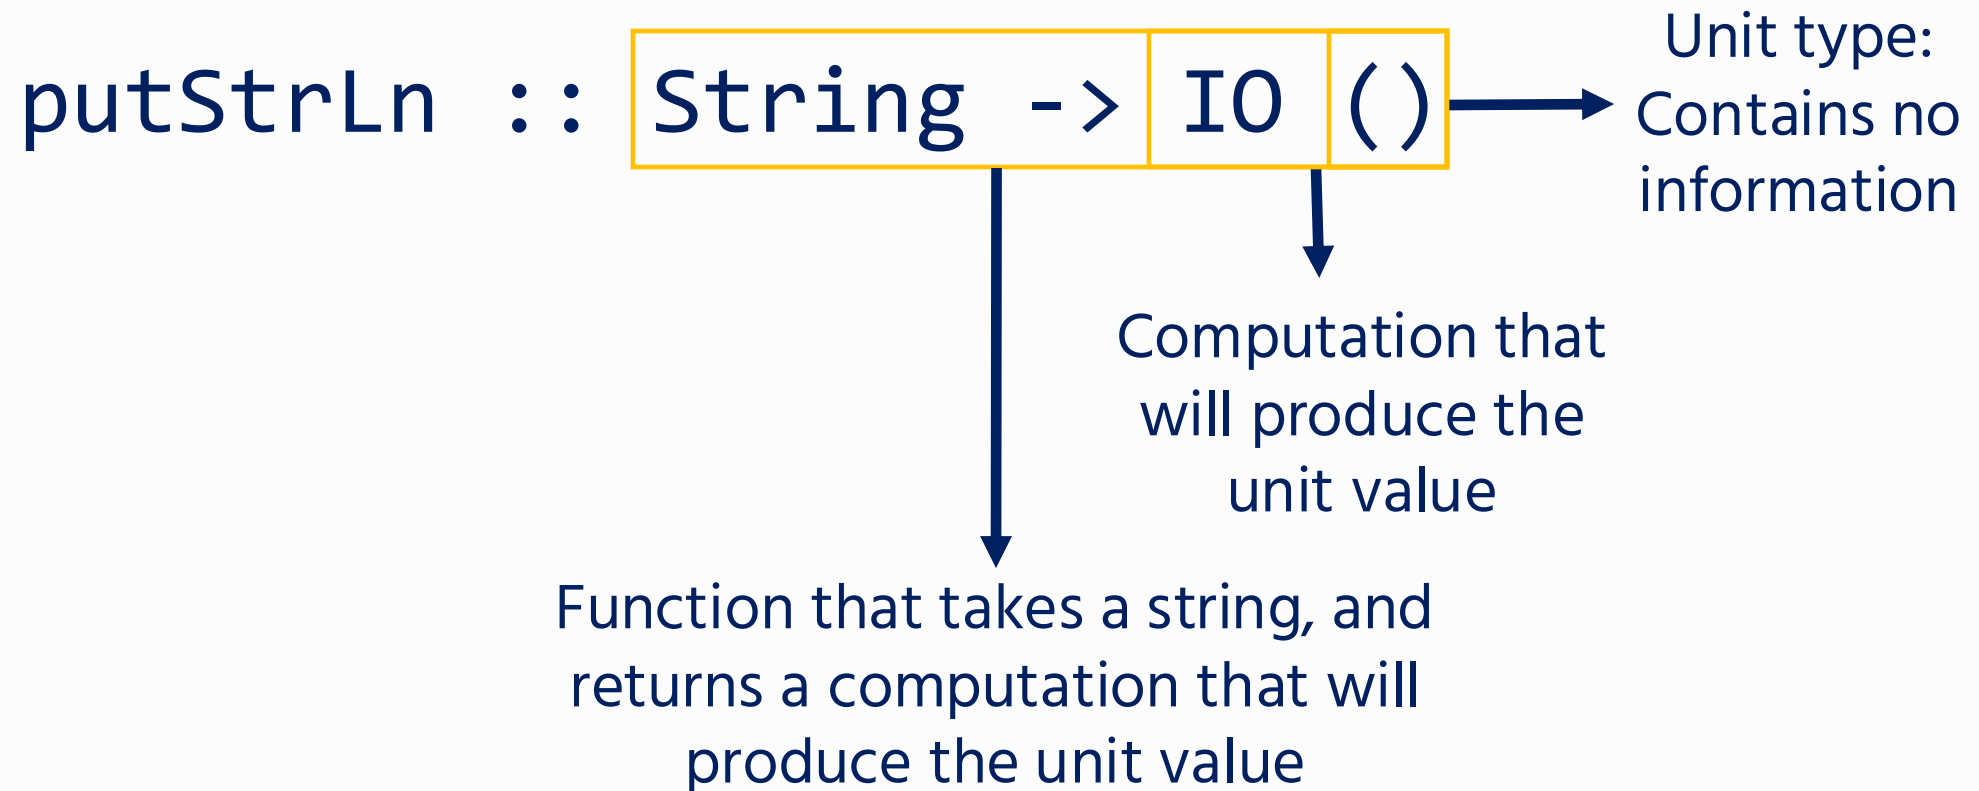 putStrLn :: String -> IO ()
Unit type:
Contains no
information
Computation that
will produce the
unit value
Function that takes a string, and
returns a computation that will
produce the unit value